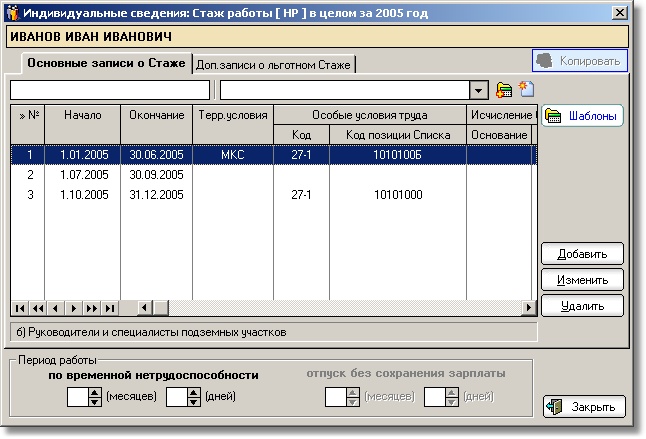 Индивидуальные сведения: Стаж работы [ НР ] в целом за 2005 год
ИВАНОВ ИВАН ИВАНОВИЧ
Основные записи о Стаже Доп.записи о льготном Стаже Копировать
» № Начало Окончание Терр.условия Особые условия труда Исчисление
Код Код позиции Списка Основание
Шаблоны
1 1.01.2005 30.06.2005 МКС 27-1 1010100Б
2 1.07.2005 30.09.2005
3 1.10.2005 31.12.2005 27-1 10101000
Добавить
Изменить
Удалить
б) Руководители и специалисты подземных участков
Период работы
по временной нетрудоспособности отпуск без сохранения зарплаты
(месяцев) (дней) (месяцев) (дней)
Закрыть